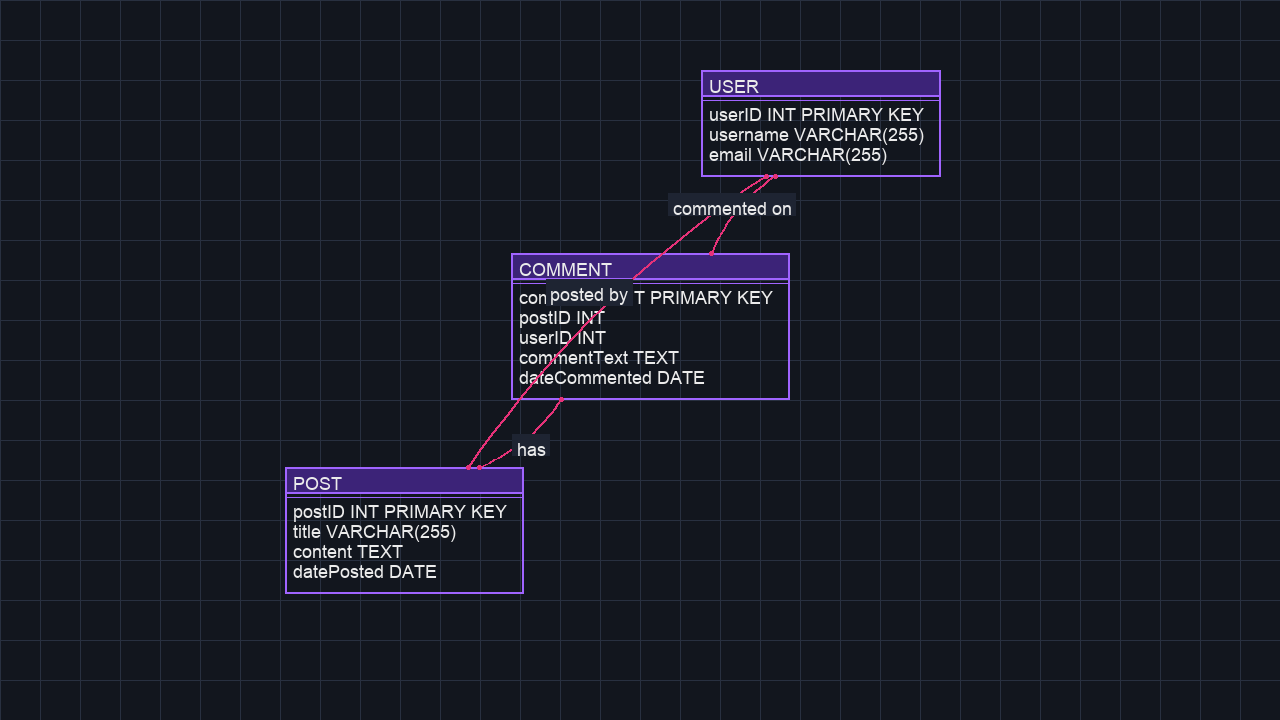 USER
userID INT PRIMARY KEY
username VARCHAR(255)
email VARCHAR(255)
commented on
COMMENT
PRIMARY KEY
posted by
postID INT
userID INT
commentText TEXT
dateCommented DATE
has
POST
postID INT PRIMARY KEY
title VARCHAR(255)
content TEXT
datePosted DATE